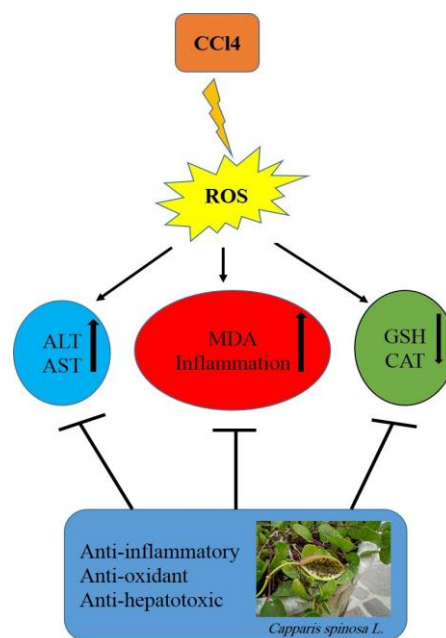 CCl4
ROS
ALT
AST
MDA
Inflammation
GSH
CAT
Anti-inflammatory
Anti-oxidant
Anti-hepatotoxic
Capparis spinosa L.